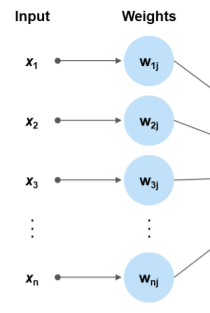 Input Weights
x1 w1j
x2 w2j
x3 w3j
⋮ ⋮
xn wnj